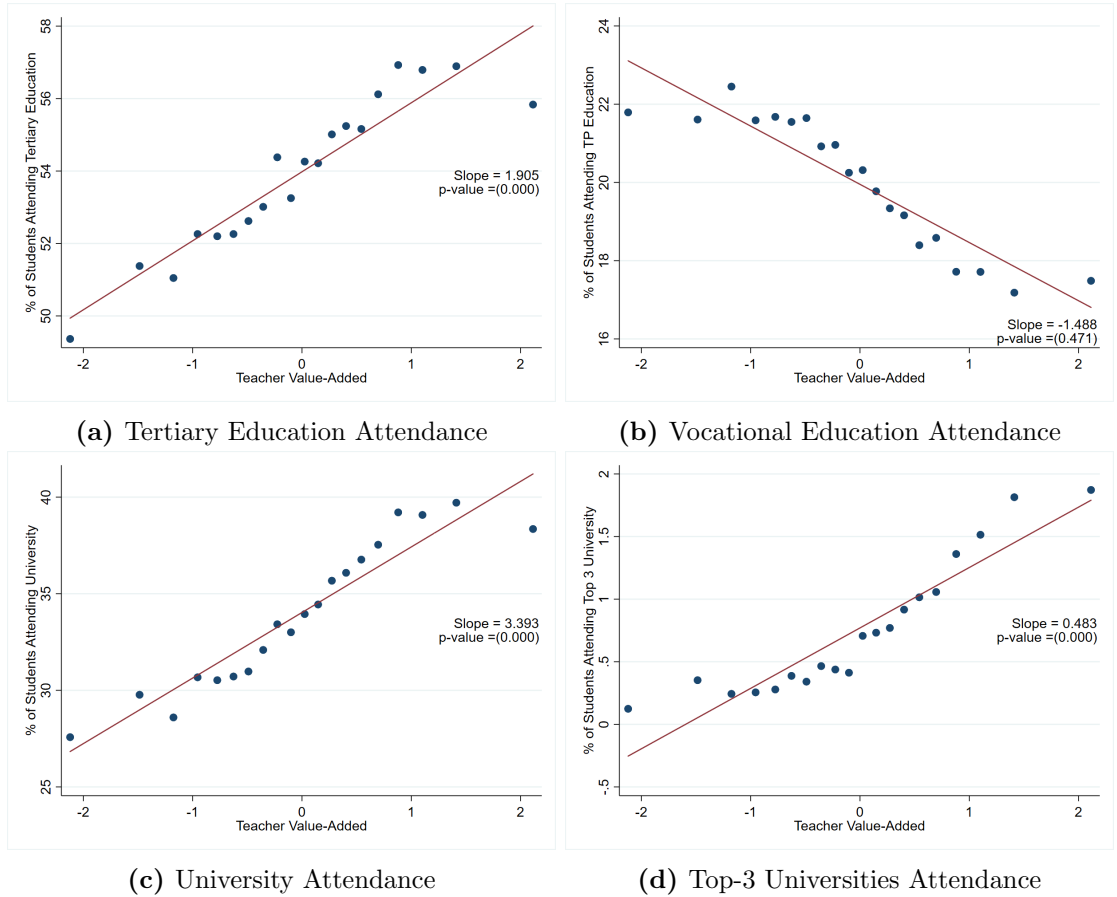 % of Students Attending Tertiary Education
58
56
54
52
50
Slope = 1.905
p-value =(0.000)
-2 -1 0 1 2
Teacher Value-Added
(a) Tertiary Education Attendance
% of Students Attending TP Education
24
22
20
18
16
Slope = -1.488
p-value =(0.471)
-2 -1 0 1 2
Teacher Value-Added
(b) Vocational Education Attendance
% of Students Attending University
40
35
30
25
Slope = 3.393
p-value =(0.000)
-2 -1 0 1 2
Teacher Value-Added
(c) University Attendance
% of Students Attending Top 3 University
2
1.5
1
.5
0
-.5
Slope = 0.483
p-value =(0.000)
-2 -1 0 1 2
Teacher Value-Added
(d) Top-3 Universities Attendance